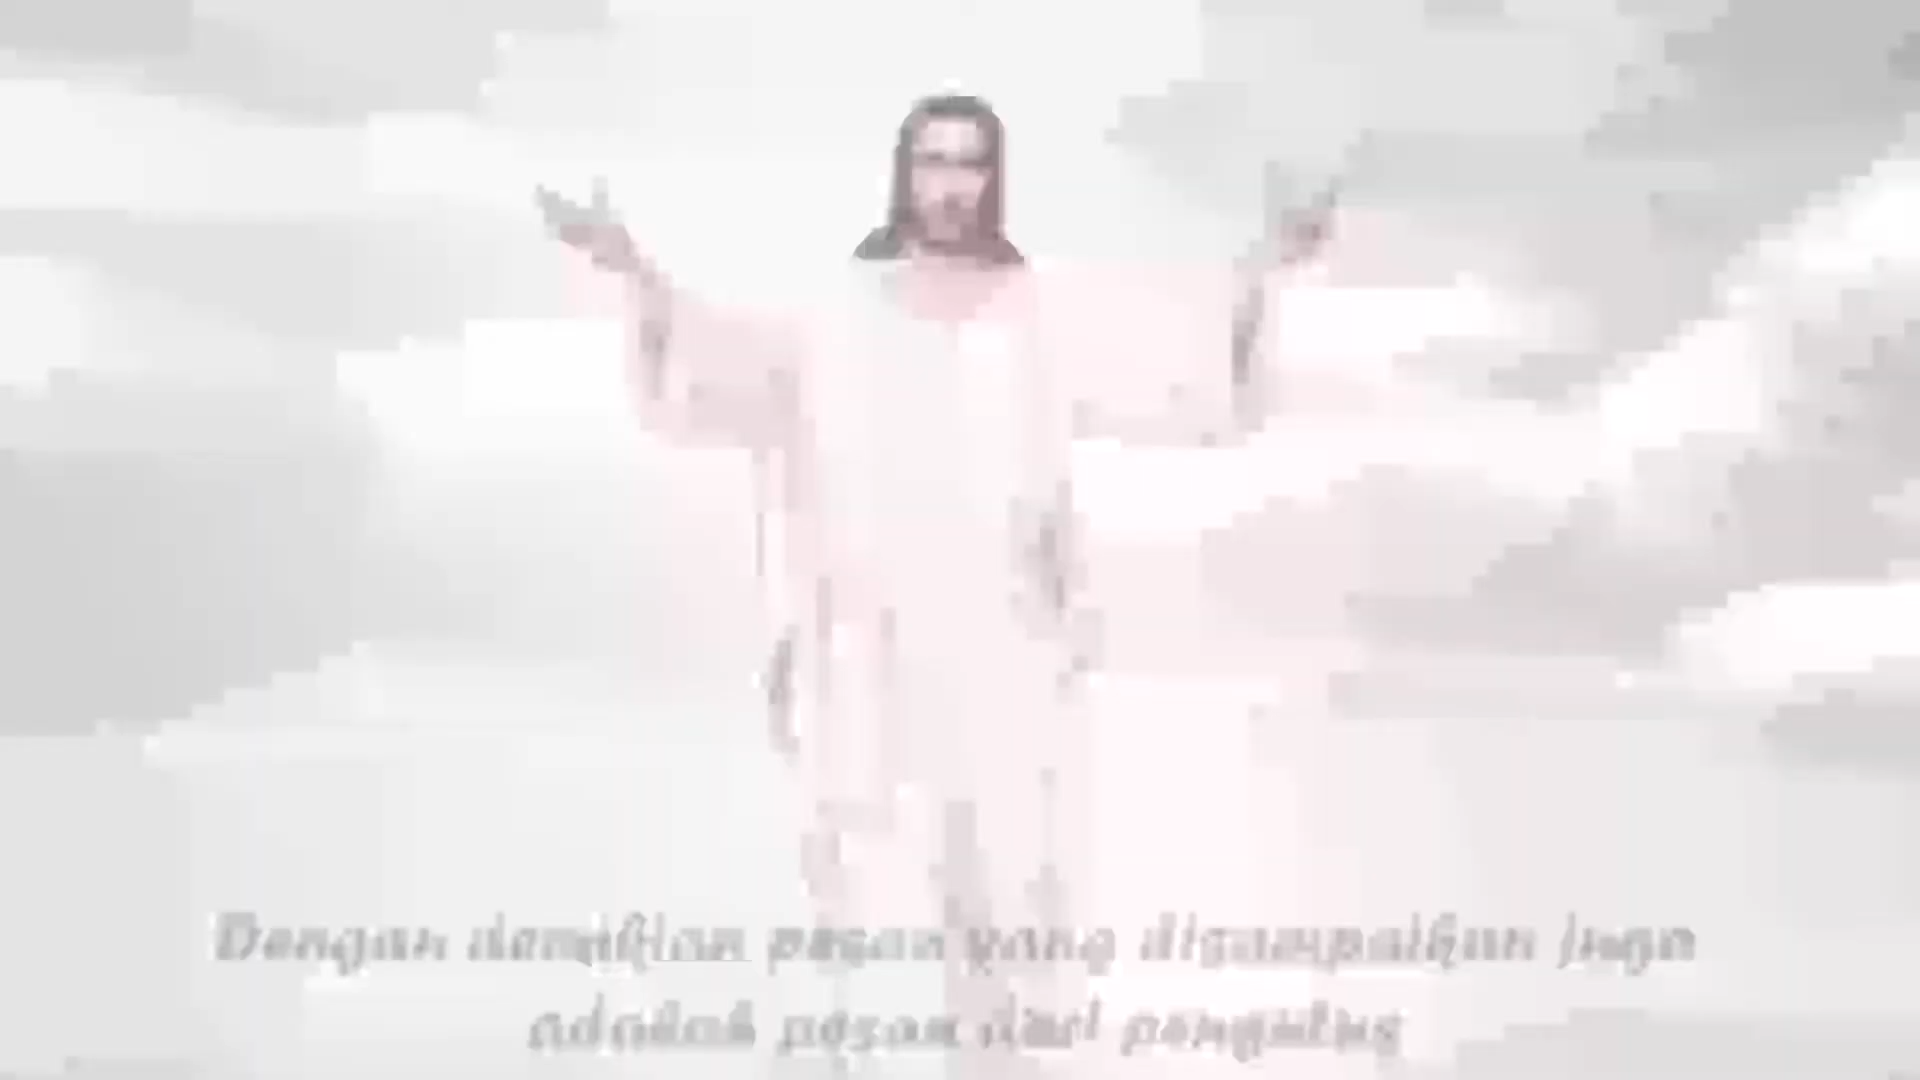 Dengan demikian pesan yang disampaikan juga
adalah pesan dari pengutus